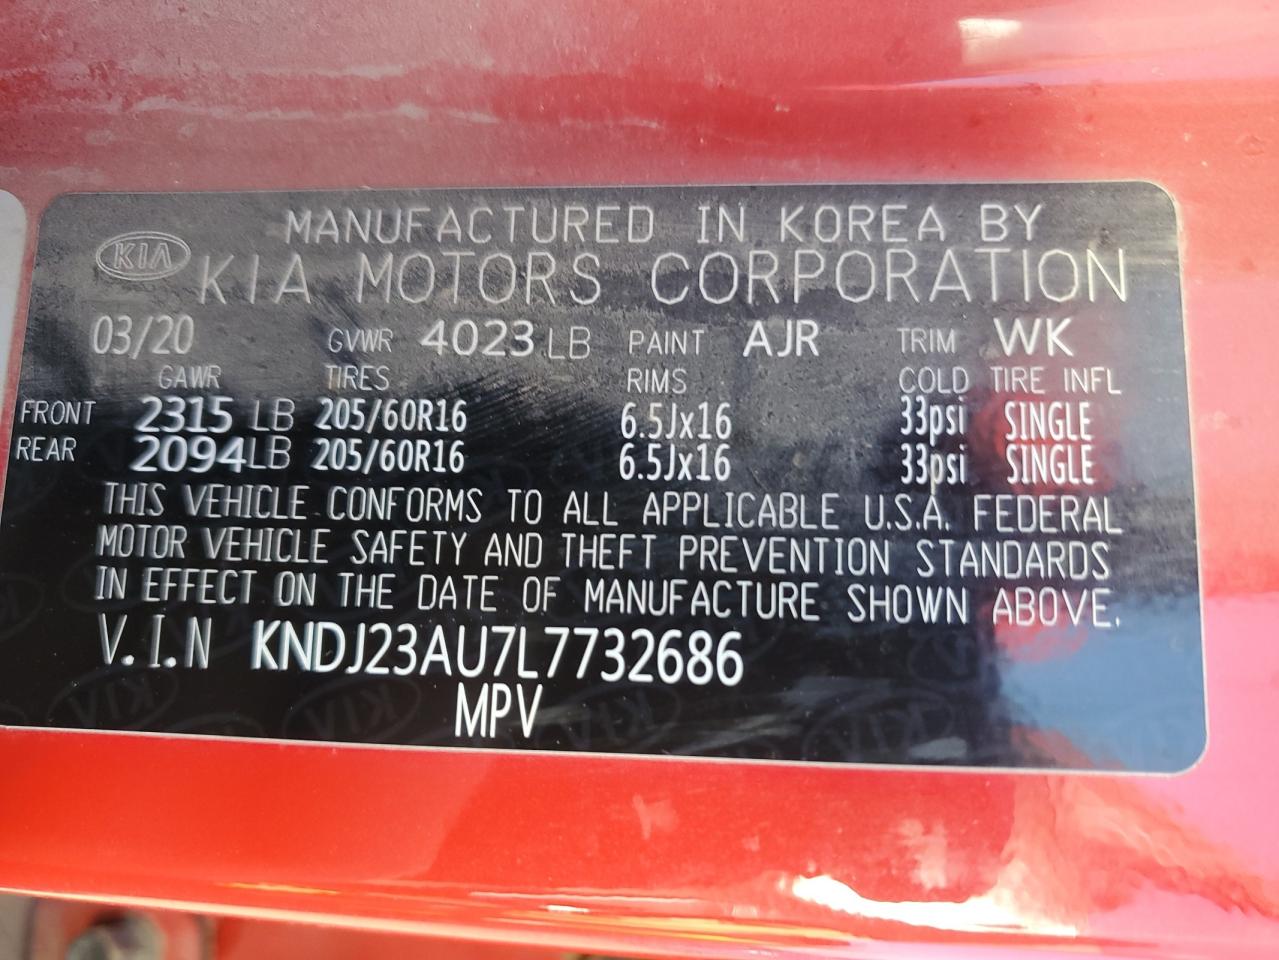 MANUFACTURED IN KOREA BY
KIA KIA MOTORS CORPORATION
03/20 GVWR 4023 LB PAINT AJR TRIM WK
GAWR TIRES RIMS COLD TIRE INFL
FRONT 2315 LB 205/60R16 6.5Jx16 33psi SINGLE
REAR 2094 LB 205/60R16 6.5Jx16 33psi SINGLE
THIS VEHICLE CONFORMS TO ALL APPLICABLE U.S.A. FEDERAL
MOTOR VEHICLE SAFETY AND THEFT PREVENTION STANDARDS
IN EFFECT ON THE DATE OF MANUFACTURE SHOWN ABOVE.
V.I.N KNDJ23AU7L7732686
MPV